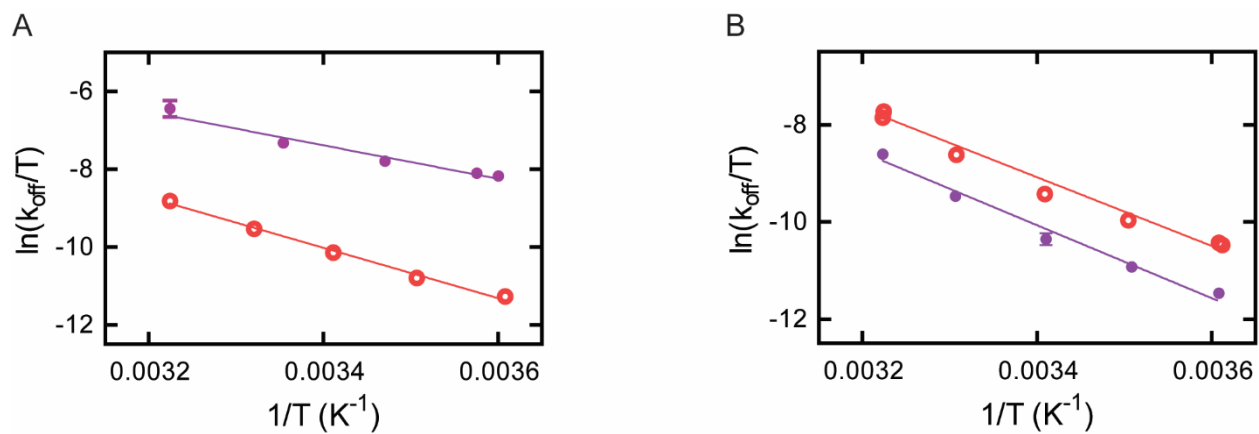 A
ln(k_off/T)
-6
-8
-10
-12
0.0032
0.0034
0.0036
1/T (K⁻¹)
B
ln(k_off/T)
-8
-10
-12
0.0032
0.0034
0.0036
1/T (K⁻¹)